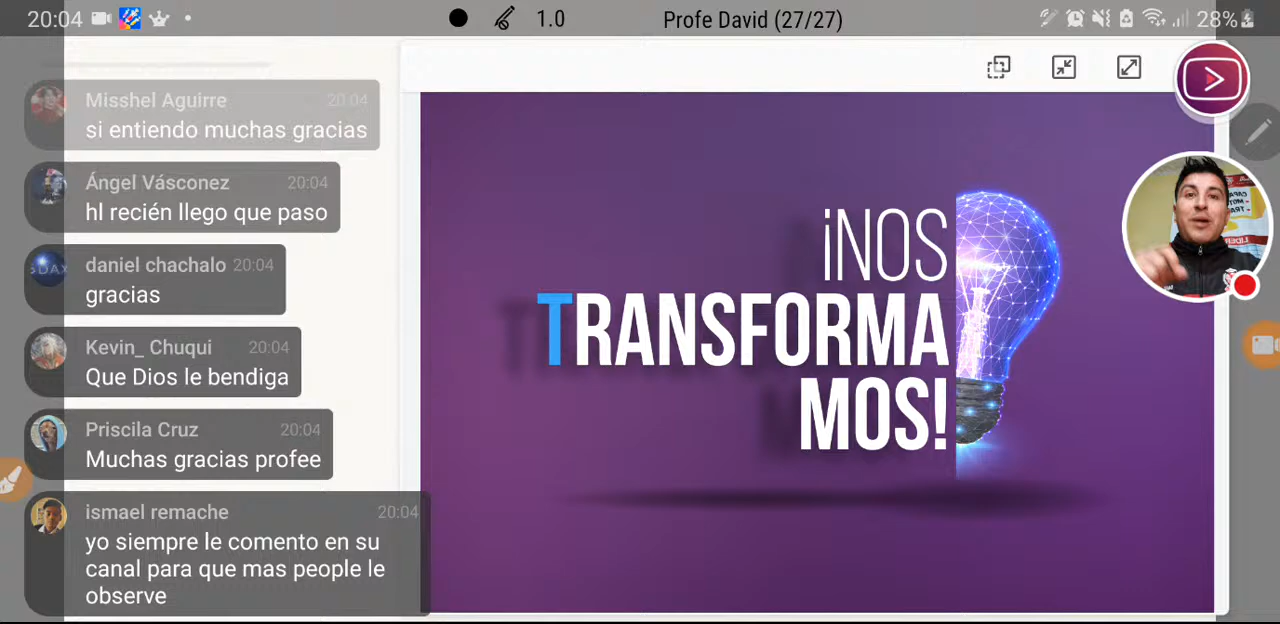 20:04
1.0
Profe David (27/27)
28%
Misshel Aguirre 20:04
si entiendo muchas gracias
Ángel Vásconez 20:04
hl recién llego que paso
daniel chachalo 20:04
gracias
Kevin_ Chuqui 20:04
Que Dios le bendiga
Priscila Cruz 20:04
Muchas gracias profee
ismael remache 20:04
yo siempre le comento en su
canal para que mas people le
observe
¡NOS
TRANSFORMA
MOS!